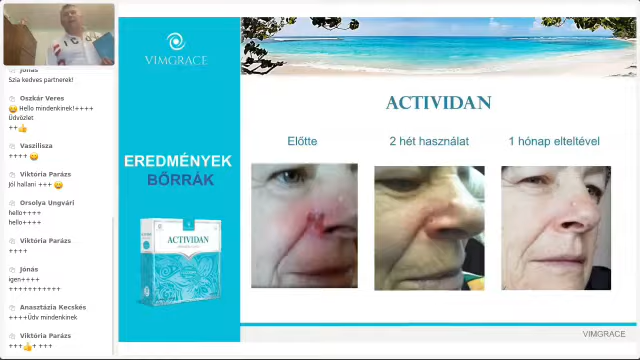 Jónás
Szia kedves partnerek!
Oszkár Veres
Hello mindenkinek!++++
Üdvözlet
++
Vaszilisza
++++
Viktória Parázs
jól hallani +++
Orsolya Ungvári
hello++++
hello++++
Viktória Parázs
++++
Jónás
igen++++
+++++++++++
Anasztázia Kecskés
++++Üdv mindenkinek
Viktória Parázs
+++ +++
VIMGRACE
EREDMÉNYEK
BŐRRÁK
ACTIVIDAN
ACTIVIDAN
Előtte
2 hét használat
1 hónap elteltével
VIMGRACE